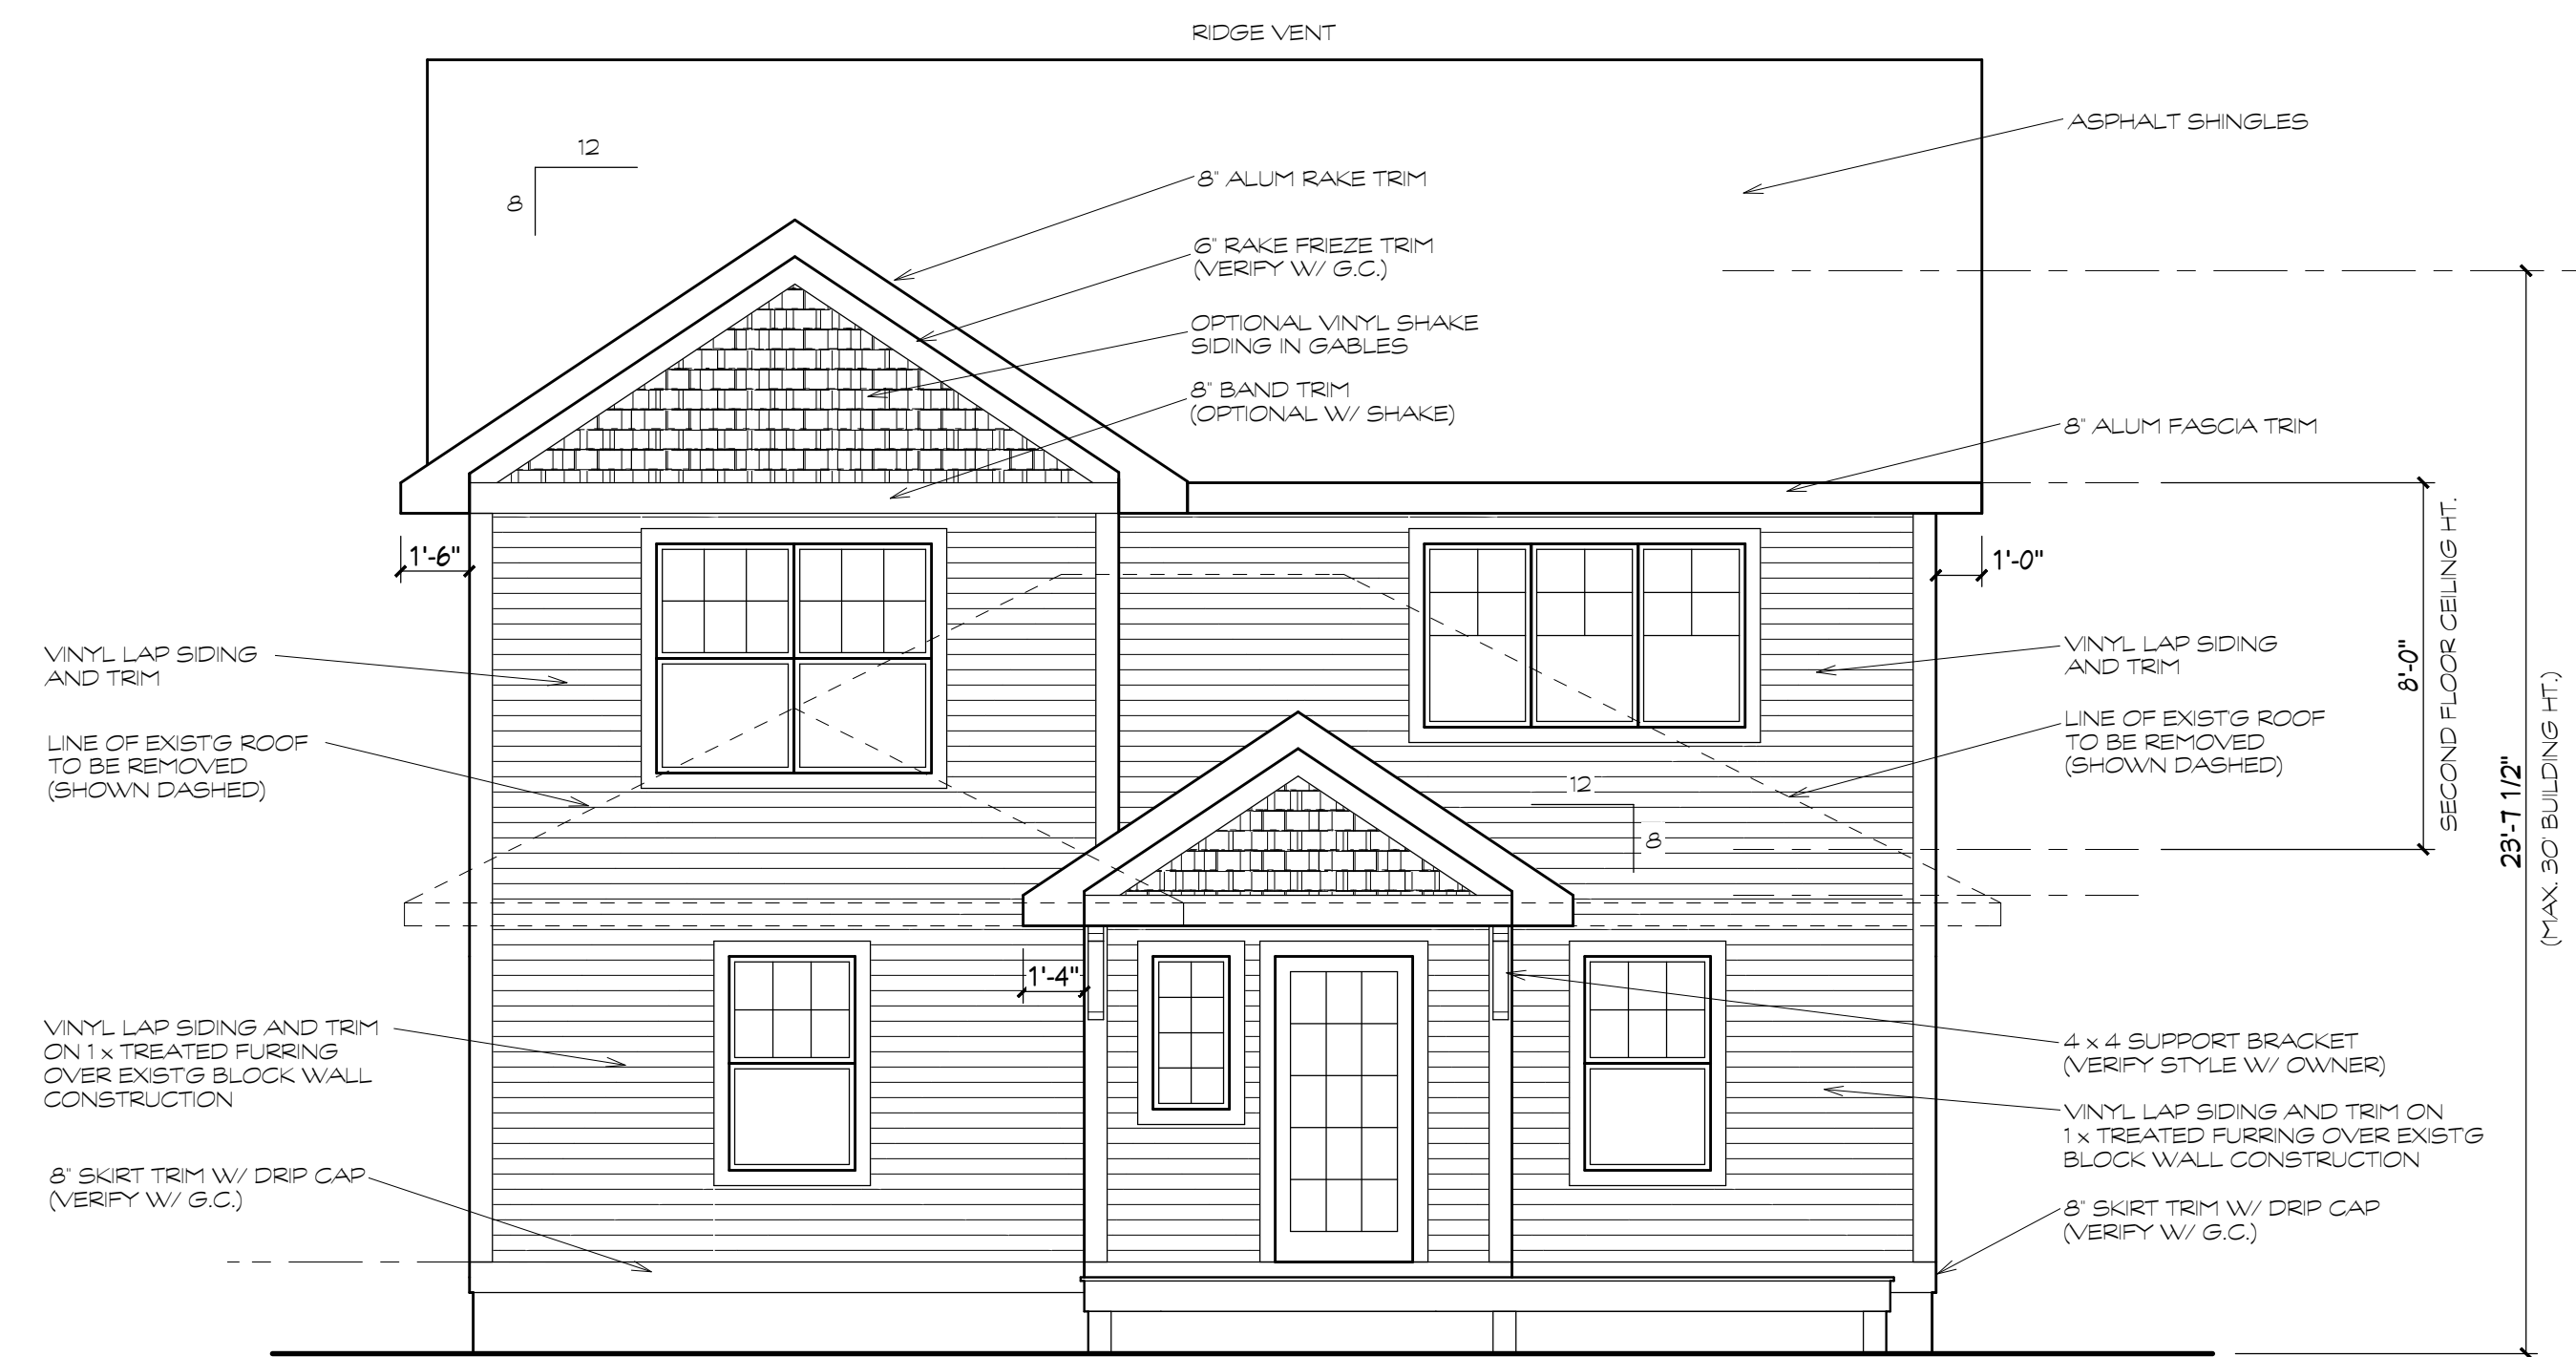 RIDGE VENT
12
8
ASPHALT SHINGLES
8" ALUM RAKE TRIM
6" RAKE FRIEZE TRIM
(VERIFY W/ G.C.)
OPTIONAL VINYL SHAKE
SIDING IN GABLES
8" BAND TRIM
(OPTIONAL W/ SHAKE)
8" ALUM FASCIA TRIM
1'-6"
1'-0"
VINYL LAP SIDING
AND TRIM
LINE OF EXIST'G ROOF
TO BE REMOVED
(SHOWN DASHED)
VINYL LAP SIDING
AND TRIM
LINE OF EXIST'G ROOF
TO BE REMOVED
(SHOWN DASHED)
8'-0"
SECOND FLOOR CEILING HT.
23'-7 1/2"
(MAX. 30' BUILDING HT.)
12
8
1'-4"
VINYL LAP SIDING AND TRIM
ON 1 x TREATED FURRING
OVER EXIST'G BLOCK WALL
CONSTRUCTION
8" SKIRT TRIM W/ DRIP CAP
(VERIFY W/ G.C.)
4 x 4 SUPPORT BRACKET
(VERIFY STYLE W/ OWNER)
VINYL LAP SIDING AND TRIM ON
1 x TREATED FURRING OVER EXIST'G
BLOCK WALL CONSTRUCTION
8" SKIRT TRIM W/ DRIP CAP
(VERIFY W/ G.C.)